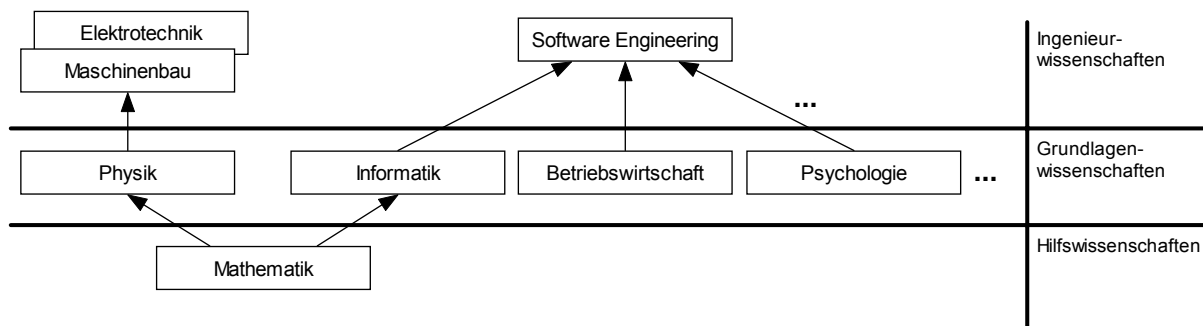 Elektrotechnik
Maschinenbau
Software Engineering
Ingenieur-
wissenschaften
...
Physik
Informatik
Betriebswirtschaft
Psychologie
...
Grundlagen-
wissenschaften
Mathematik
Hilfswissenschaften